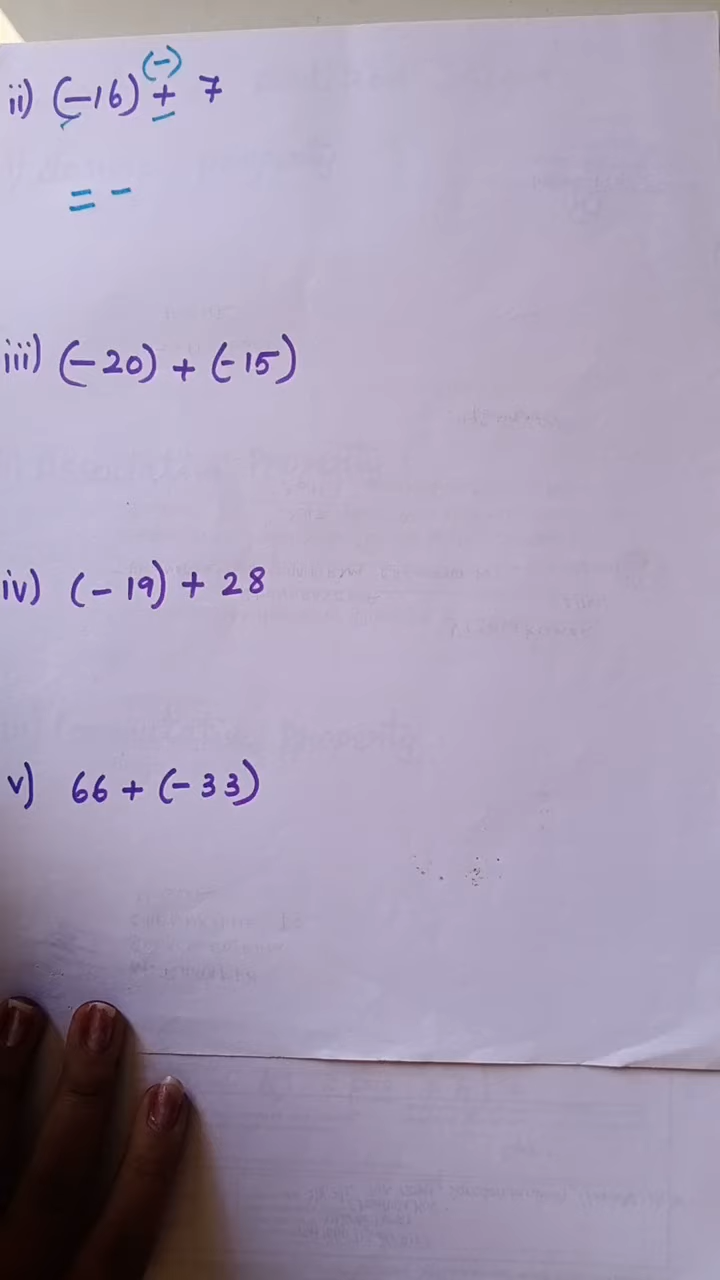 (-)
ii) (-16) + 7
= -
iii) (-20) + (-15)
iv) (-19) + 28
v) 66 + (-33)